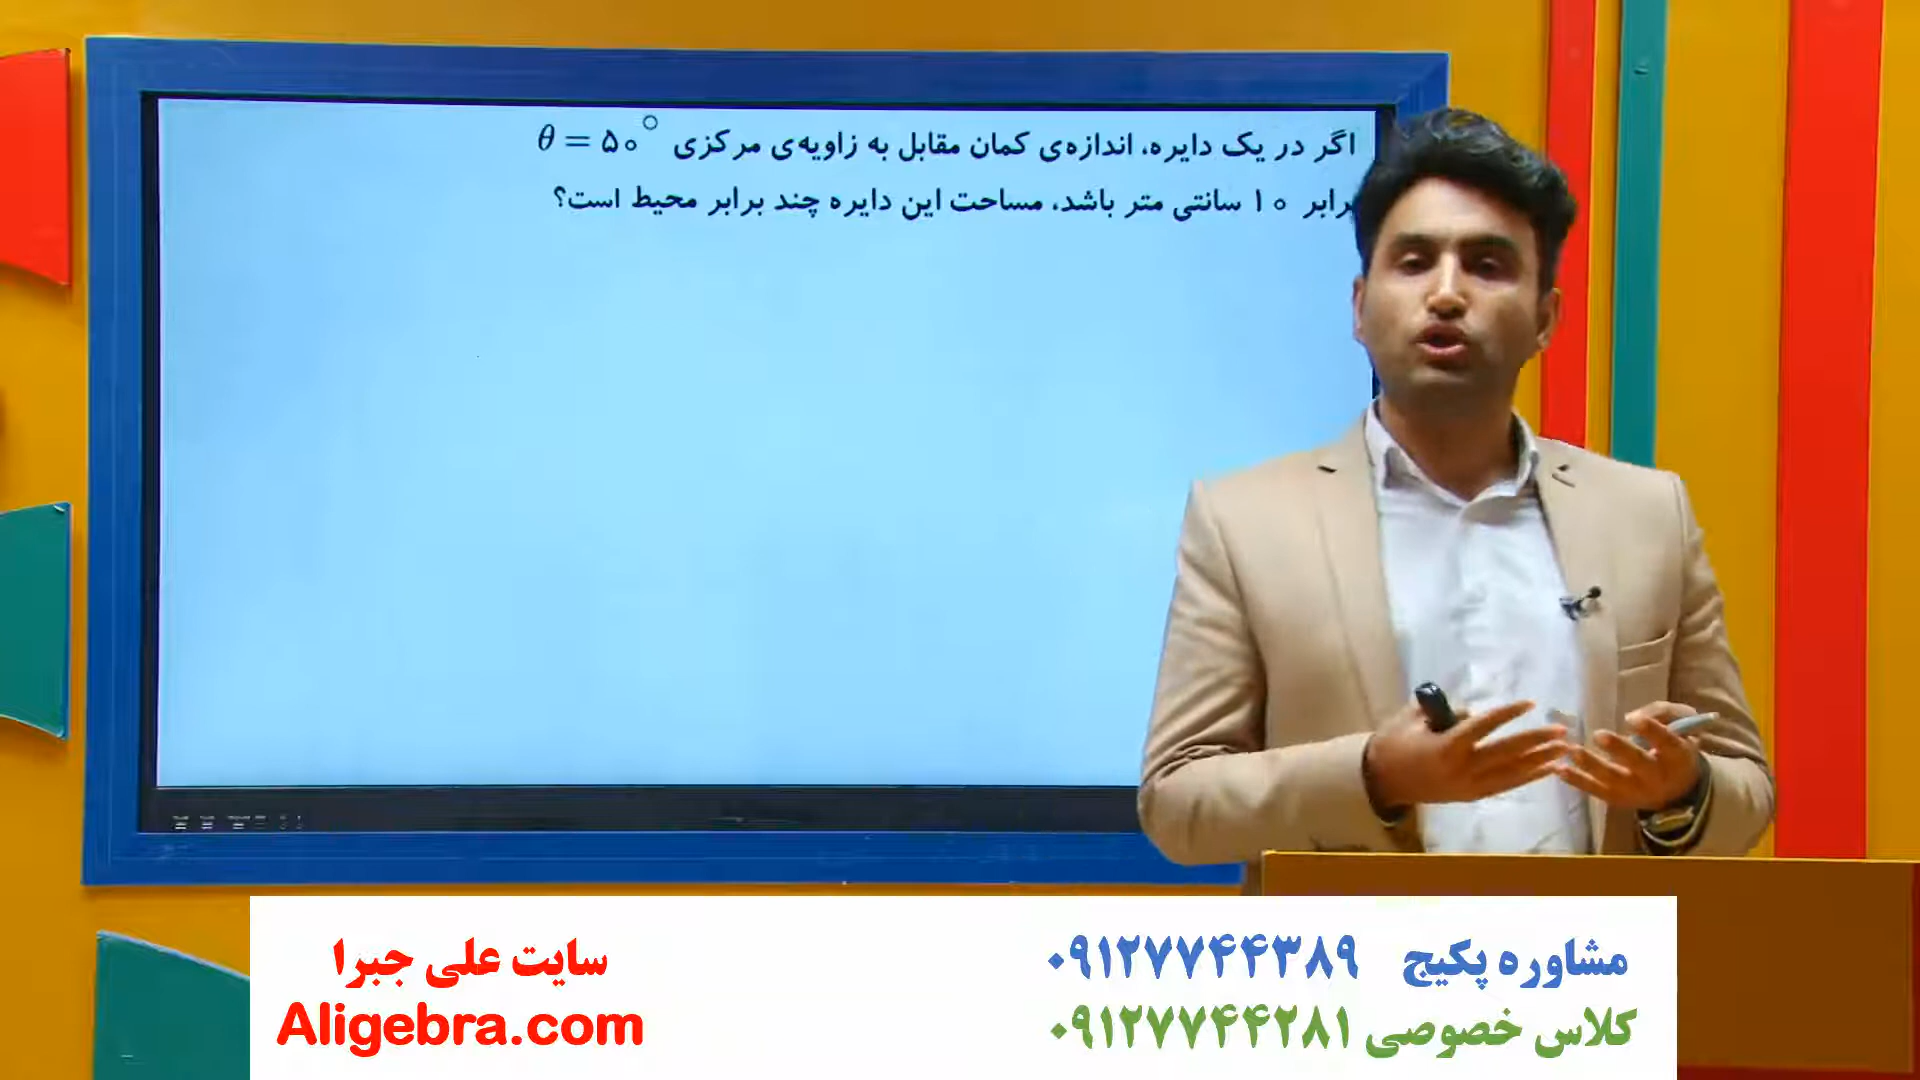 اگر در یک دایره، اندازه‌ی کمان مقابل به زاویه‌ی مرکزی θ = ۵۰°
برابر ۱۰ سانتی متر باشد، مساحت این دایره چند برابر محیط است؟
مشاوره پکیج ۰۹۱۲۷۷۴۴۳۸۹
کلاس خصوصی ۰۹۱۲۷۷۴۴۲۸۱
سایت علی جبرا
Aligebra.com